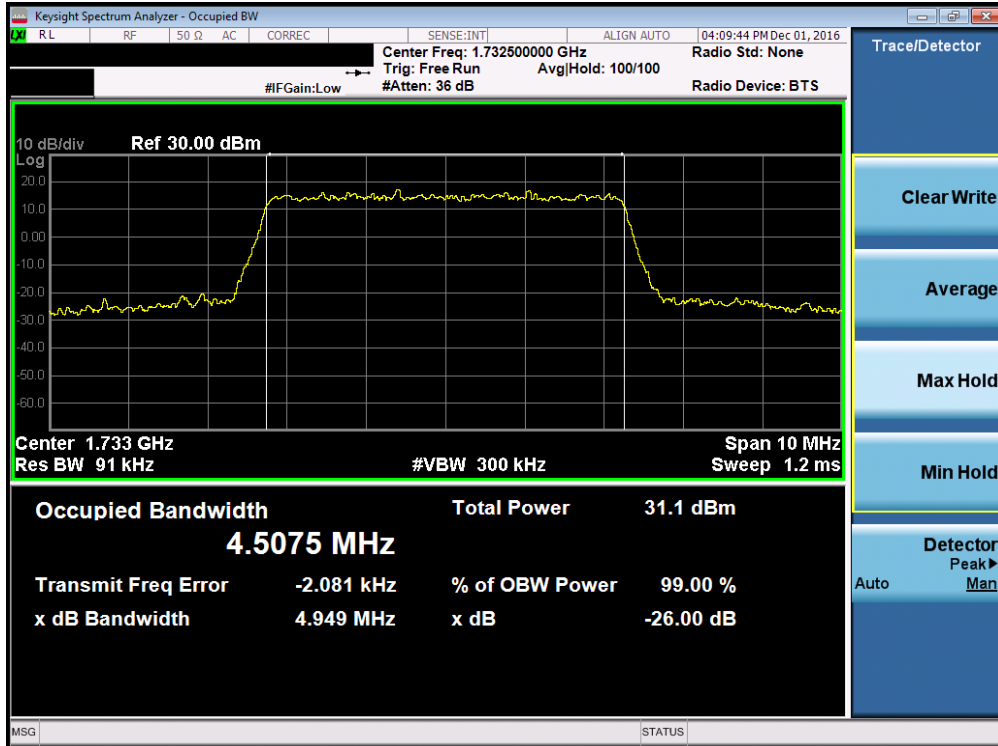 Keysight Spectrum Analyzer - Occupied BW
LXI RL RF 50 Ω AC CORREC SENSE:INT ALIGN AUTO 04:09:44 PM Dec 01, 2016
Center Freq: 1.732500000 GHz Radio Std: None
Trig: Free Run Avg|Hold: 100/100
#IFGain:Low #Atten: 36 dB Radio Device: BTS
Trace/Detector
10 dB/div Ref 30.00 dBm
Log
20.0
10.0
0.00
-10.0
-20.0
-30.0
-40.0
-50.0
-60.0
Center 1.733 GHz Span 10 MHz
Res BW 91 kHz #VBW 300 kHz Sweep 1.2 ms
Occupied Bandwidth Total Power 31.1 dBm
4.5075 MHz
Transmit Freq Error -2.081 kHz % of OBW Power 99.00 %
x dB Bandwidth 4.949 MHz x dB -26.00 dB
Clear Write
Average
Max Hold
Min Hold
Detector
Peak▶
Auto Man
MSG STATUS